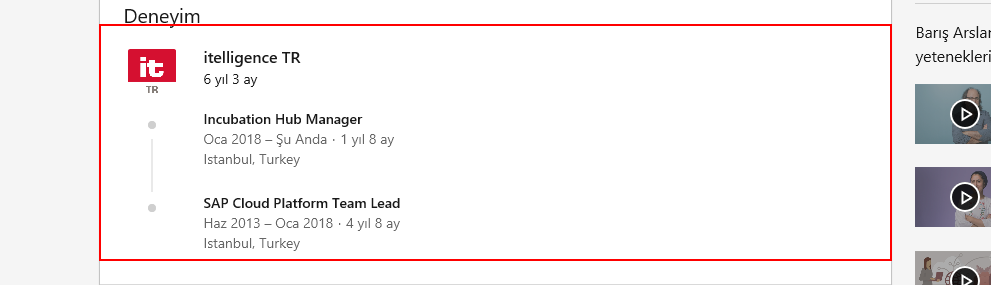 Deneyim
it
TR
itelligence TR
6 yıl 3 ay
Incubation Hub Manager
Oca 2018 – Şu Anda · 1 yıl 8 ay
Istanbul, Turkey
SAP Cloud Platform Team Lead
Haz 2013 – Oca 2018 · 4 yıl 8 ay
Istanbul, Turkey
Barış Arslan
yetenekleri